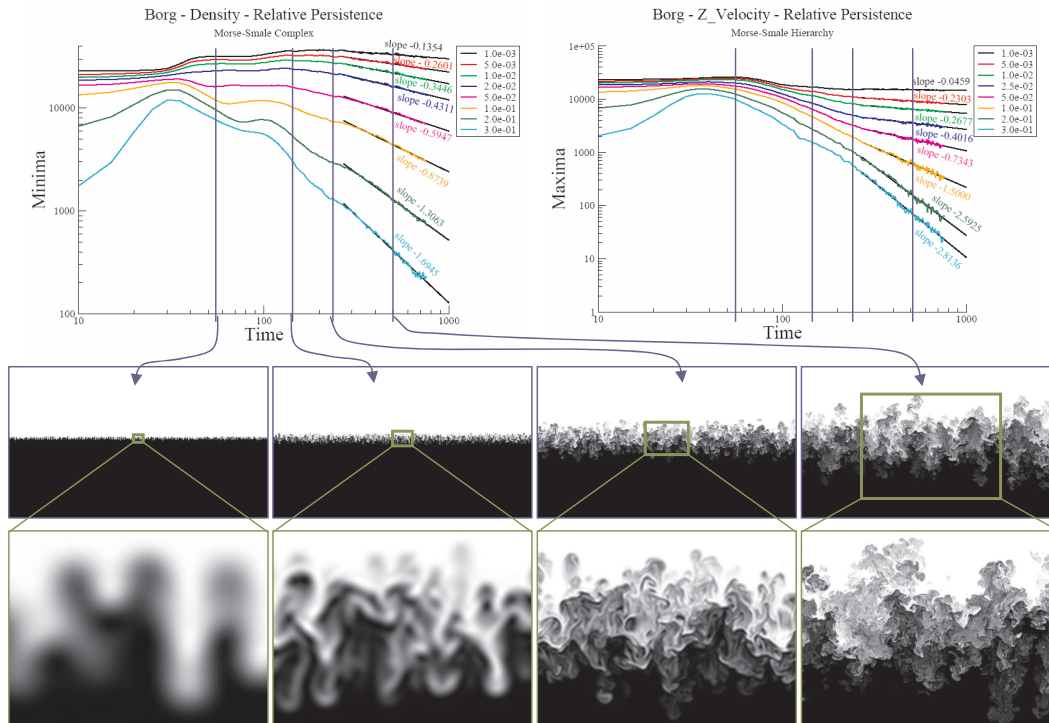 Borg - Density - Relative Persistence
Morse-Smale Complex
slope -0.1354
slope -0.2601
slope -0.3446
slope -0.4311
slope -0.5947
slope -0.8739
slope -1.3063
slope -1.6945
1.0e-03
5.0e-03
1.0e-02
2.0e-02
5.0e-02
1.0e-01
2.0e-01
3.0e-01
10000
1000
100
Minima
10
100
1000
Time
Borg - Z_Velocity - Relative Persistence
Morse-Smale Hierarchy
slope -0.0459
slope -0.2303
slope -0.2677
slope -0.4016
slope -0.7343
slope -1.5000
slope -2.5925
slope -2.8136
1.0e-03
5.0e-03
1.0e-02
2.5e-02
5.0e-02
1.0e-01
2.0e-01
3.0e-01
1e+05
10000
1000
100
10
1
Maxima
10
100
1000
Time